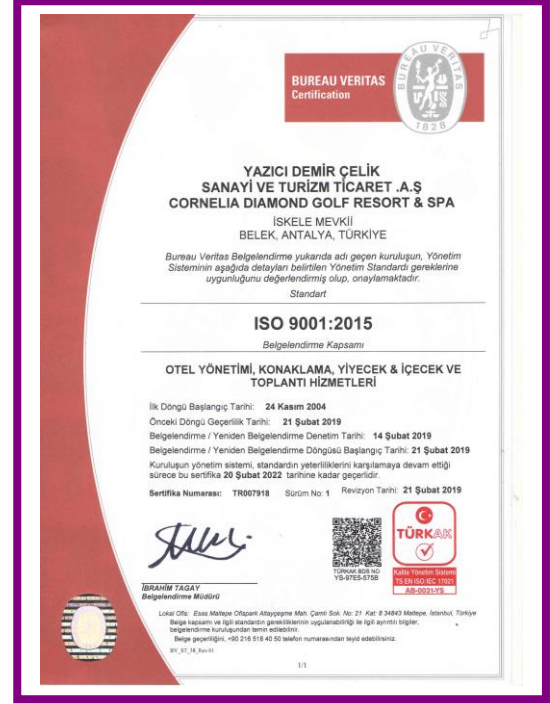 BUREAU VERITAS
Certification
BUREAU VERITAS
1828
YAZICI DEMİR ÇELİK
SANAYİ VE TURİZM TİCARET .A.Ş
CORNELIA DIAMOND GOLF RESORT & SPA
İSKELE MEVKİİ
BELEK, ANTALYA, TÜRKİYE
Bureau Veritas Belgelendirme yukarıda adı geçen kuruluşun, Yönetim
Sisteminin aşağıda detayları belirtilen Yönetim Standardı gereklerine
uygunluğunu değerlendirmiş olup, onaylamaktadır.
Standart
ISO 9001:2015
Belgelendirme Kapsamı
OTEL YÖNETİMİ, KONAKLAMA, YİYECEK & İÇECEK VE
TOPLANTI HİZMETLERİ
İlk Döngü Başlangıç Tarihi: 24 Kasım 2004
Önceki Döngü Geçerlilik Tarihi: 21 Şubat 2019
Belgelendirme / Yeniden Belgelendirme Denetim Tarihi: 14 Şubat 2019
Belgelendirme / Yeniden Belgelendirme Döngüsü Başlangıç Tarihi: 21 Şubat 2019
Kuruluşun yönetim sistemi, standardın yeterliliklerini karşılamaya devam ettiği
sürece bu sertifika 20 Şubat 2022 tarihine kadar geçerlidir.
Sertifika Numarası: TR007918 Sürüm No: 1 Revizyon Tarihi: 21 Şubat 2019
TÜRKAK
TÜRKAK BDS NO
YS-97E5-575B
Kalite Yönetim Sistemi
TS EN ISO IEC 17021
AB-0031-YS
İBRAHİM TAGAY
Belgelendirme Müdürü
Lokal Ofis: Esas Maltepe Ofispark Altayçeşme Mah. Çamlı Sok. No: 21 Kat: 8 34843 Maltepe, İstanbul, Türkiye
Belge kapsamı ve ilgili standardın gerekliliklerinin uygulanabilirliği ile ilgili ayrıntılı bilgiler,
belgelendirme kuruluşundan temin edilebilinir.
Belge geçerliliğini, +90 216 518 40 50 telefon numarasından teyid edebilirsiniz.
BV_ST_38_Rev.01
1/1